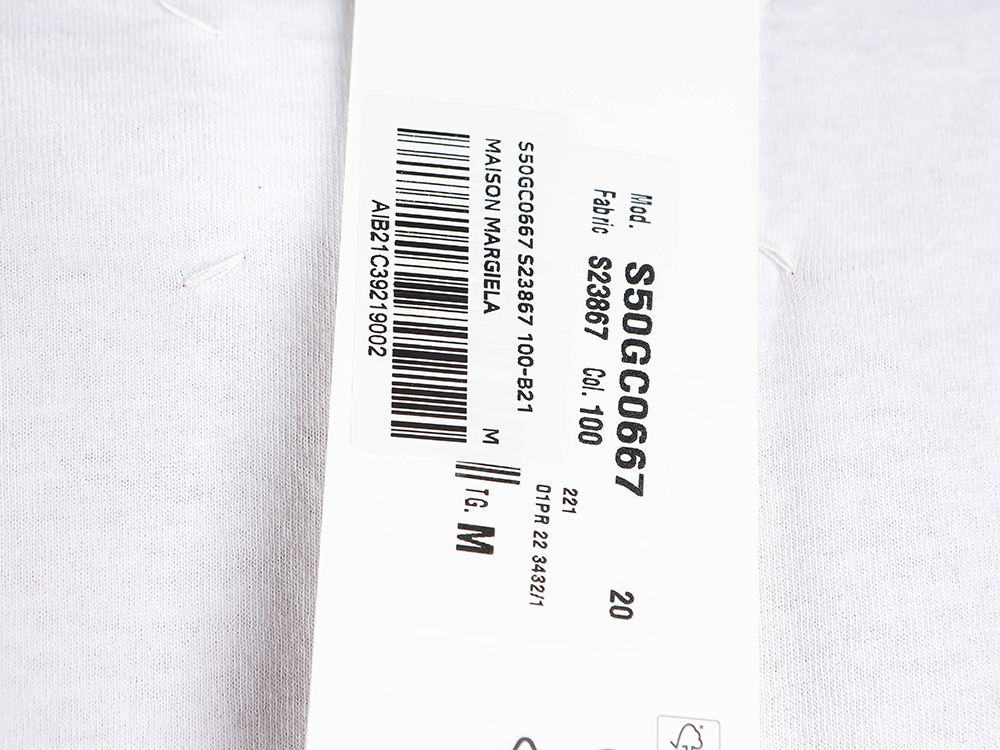 Mod. S50GC0667 20
Fabric S23867 Col. 100
221
01PR 22 3432/1
TG. M
S50GC0667 S23867 100-B21
MAISON MARGIELA M
AIB21C39219002